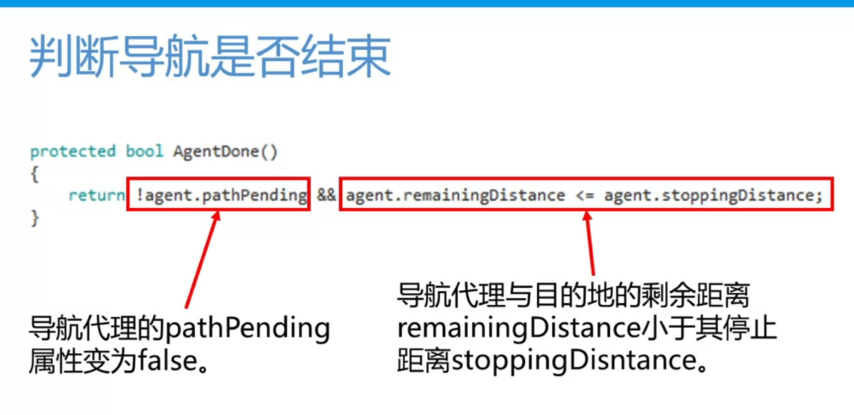 判断导航是否结束
protected bool AgentDone()
{
return !agent.pathPending && agent.remainingDistance <= agent.stoppingDistance;
}
导航代理的pathPending
属性变为false。
导航代理与目的地的剩余距离
remainingDistance小于其停止
距离stoppingDisntance。